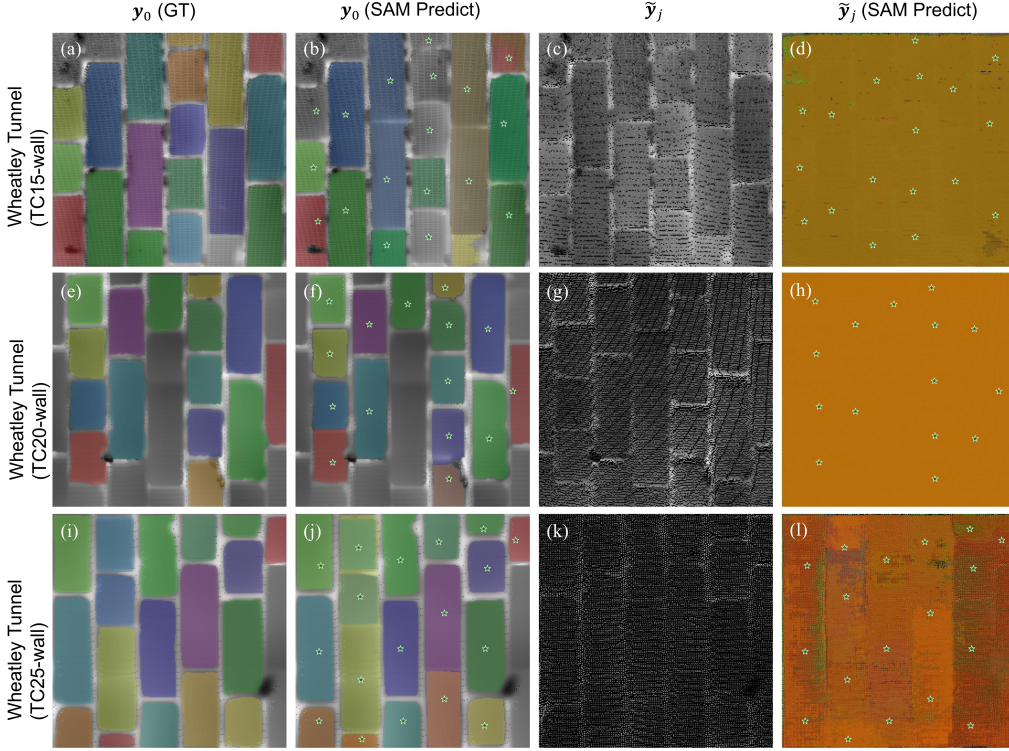 y₀ (GT)
y₀ (SAM Predict)
ỹⱼ
ỹⱼ (SAM Predict)
Wheatley Tunnel
(TC15-wall)
(a)
(b)
(c)
(d)
Wheatley Tunnel
(TC20-wall)
(e)
(f)
(g)
(h)
Wheatley Tunnel
(TC25-wall)
(i)
(j)
(k)
(l)